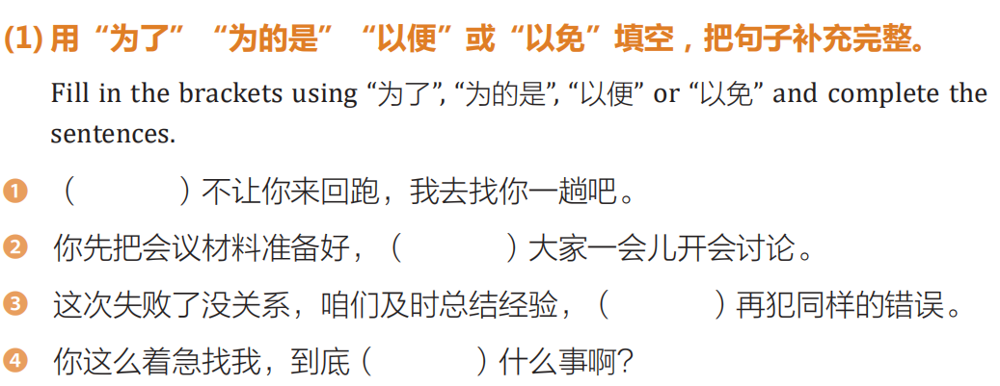 (1) 用“为了”“为的是”“以便”或“以免”填空，把句子补充完整。
Fill in the brackets using “为了”, “为的是”, “以便” or “以免” and complete the
sentences.
1 （　　　）不让你来回跑，我去找你一趟吧。
2 你先把会议材料准备好，（　　　）大家一会儿开会讨论。
3 这次失败了没关系，咱们及时总结经验，（　　　）再犯同样的错误。
4 你这么着急找我，到底（　　　）什么事啊？